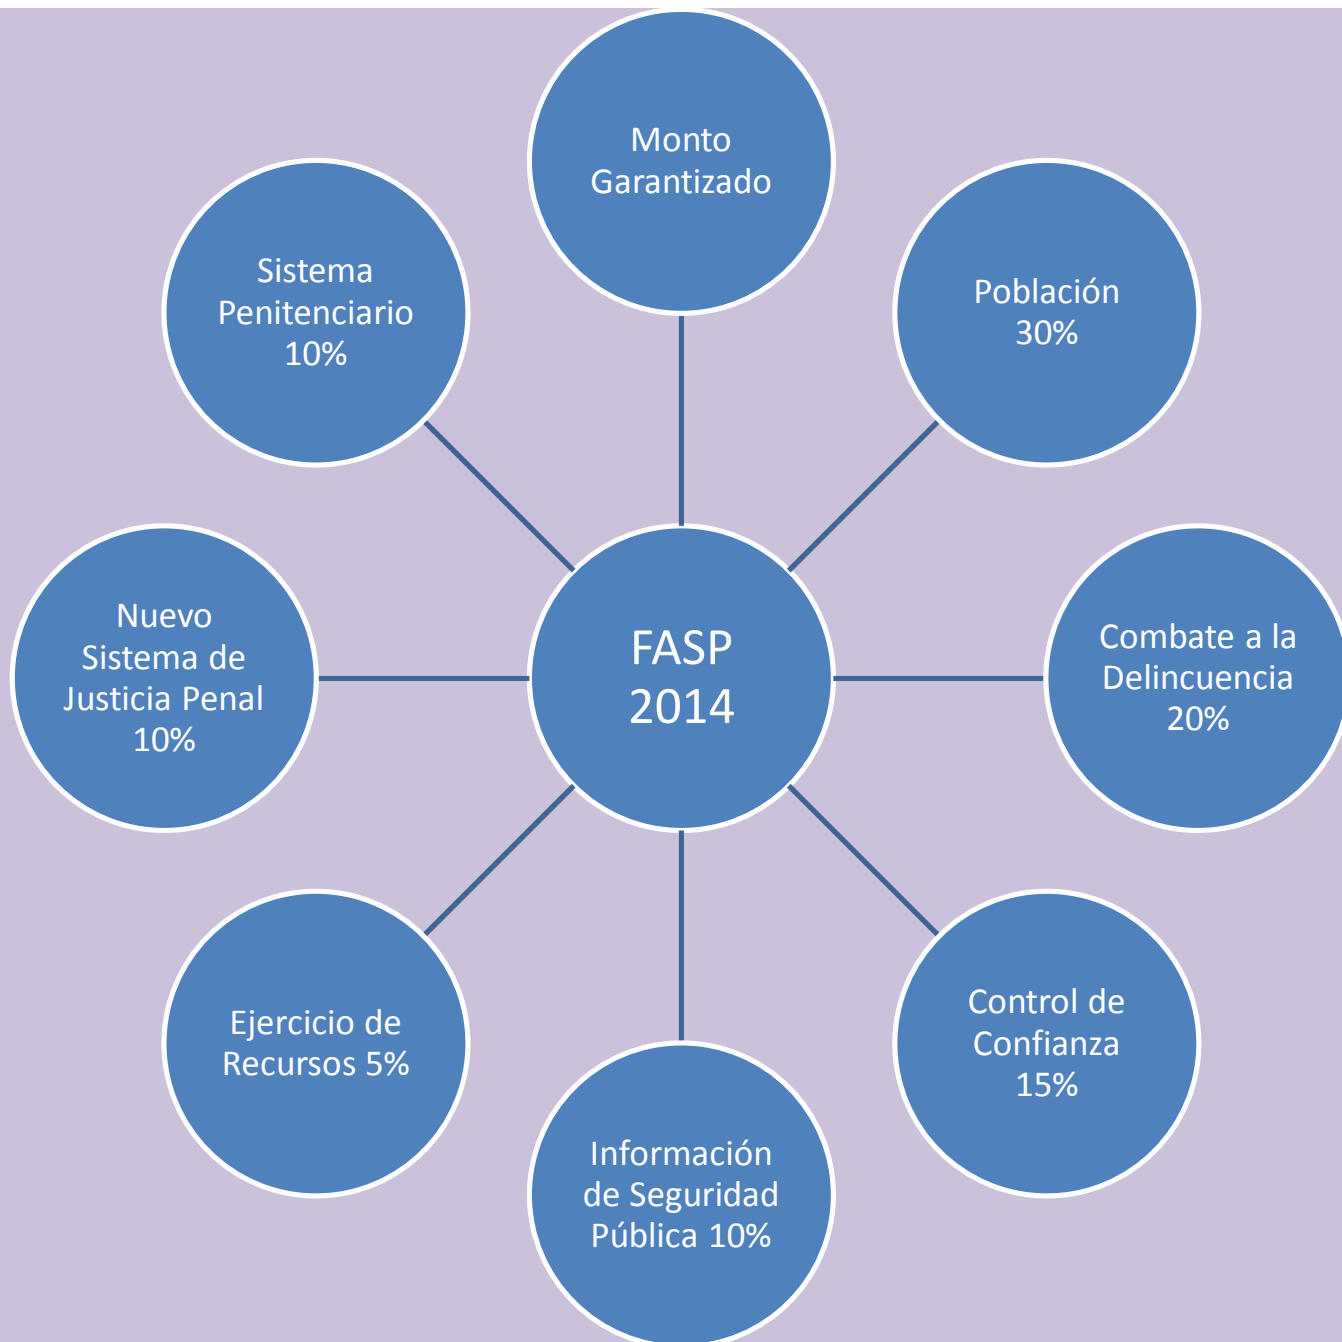 Monto
Garantizado
Población
30%
Combate a la
Delincuencia
20%
Control de
Confianza
15%
Información
de Seguridad
Pública 10%
Ejercicio de
Recursos 5%
Nuevo
Sistema de
Justicia Penal
10%
Sistema
Penitenciario
10%
FASP
2014